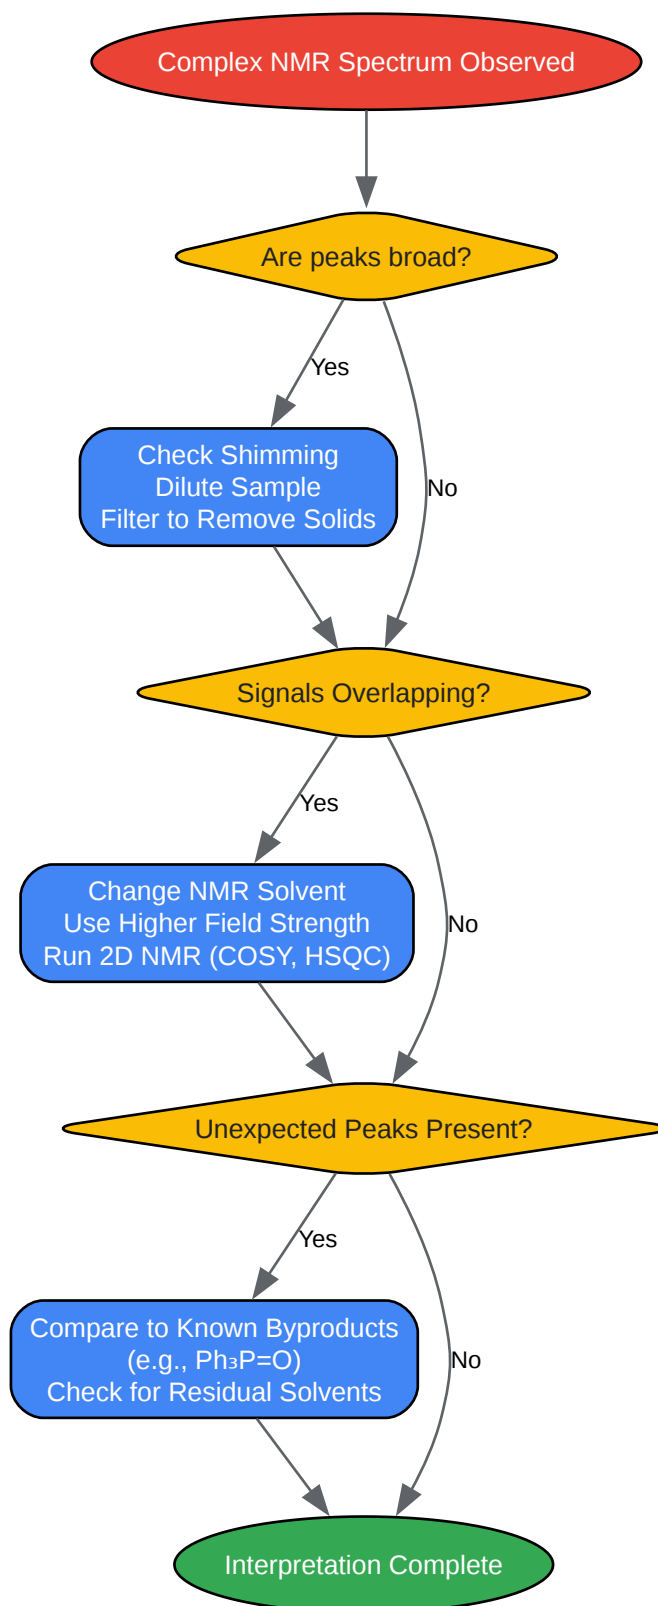 Complex NMR Spectrum Observed
Are peaks broad?
Yes
Check Shimming
Dilute Sample
Filter to Remove Solids
No
Signals Overlapping?
Yes
Change NMR Solvent
Use Higher Field Strength
Run 2D NMR (COSY, HSQC)
No
Unexpected Peaks Present?
Yes
Compare to Known Byproducts
(e.g., Ph₃P=O)
Check for Residual Solvents
No
Interpretation Complete